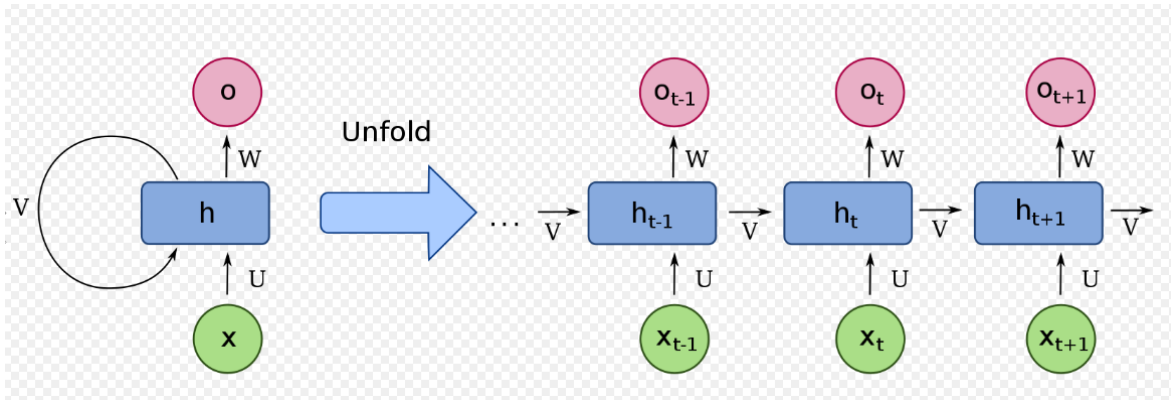 o
W
V
h
U
x
Unfold
...
V
o_{t-1}
W
h_{t-1}
U
x_{t-1}
V
o_t
W
h_t
U
x_t
V
o_{t+1}
W
h_{t+1}
U
x_{t+1}
V